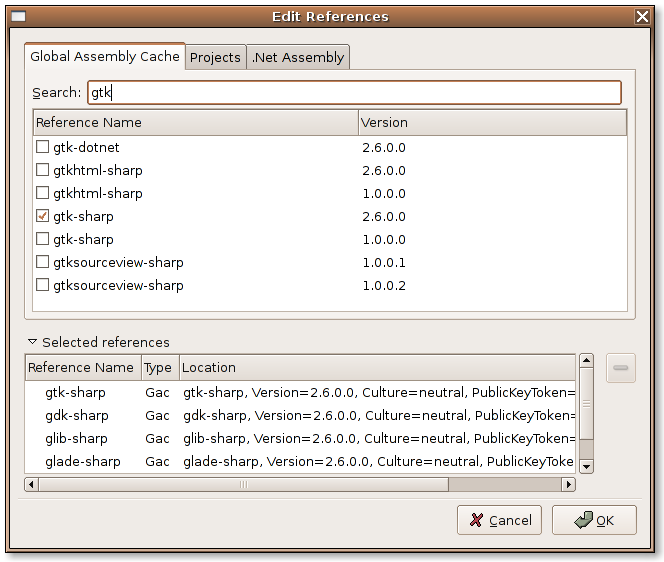 Edit References
Global Assembly Cache Projects .Net Assembly
Search: gtk
Reference Name Version
gtk-dotnet 2.6.0.0
gtkhtml-sharp 2.6.0.0
gtkhtml-sharp 1.0.0.0
gtk-sharp 2.6.0.0
gtk-sharp 1.0.0.0
gtksourceview-sharp 1.0.0.1
gtksourceview-sharp 1.0.0.2
Selected references
Reference Name Type Location
gtk-sharp Gac gtk-sharp, Version=2.6.0.0, Culture=neutral, PublicKeyToken=
gdk-sharp Gac gdk-sharp, Version=2.6.0.0, Culture=neutral, PublicKeyToken=
glib-sharp Gac glib-sharp, Version=2.6.0.0, Culture=neutral, PublicKeyToken=
glade-sharp Gac glade-sharp, Version=2.6.0.0, Culture=neutral, PublicKeyToke
Cancel OK